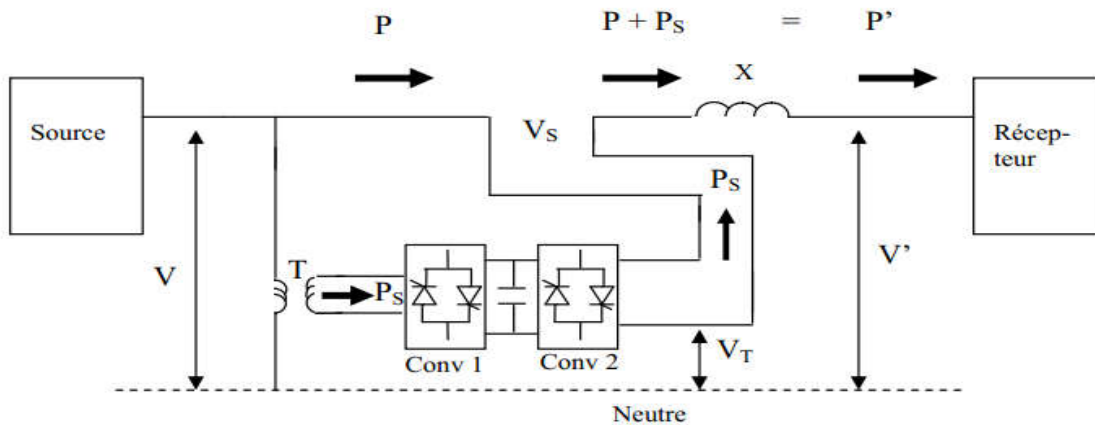 P
P + PS = P’
X
Source
VS
Récep-
teur
PS
V
T
PS
V’
Conv 1
Conv 2
VT
Neutre